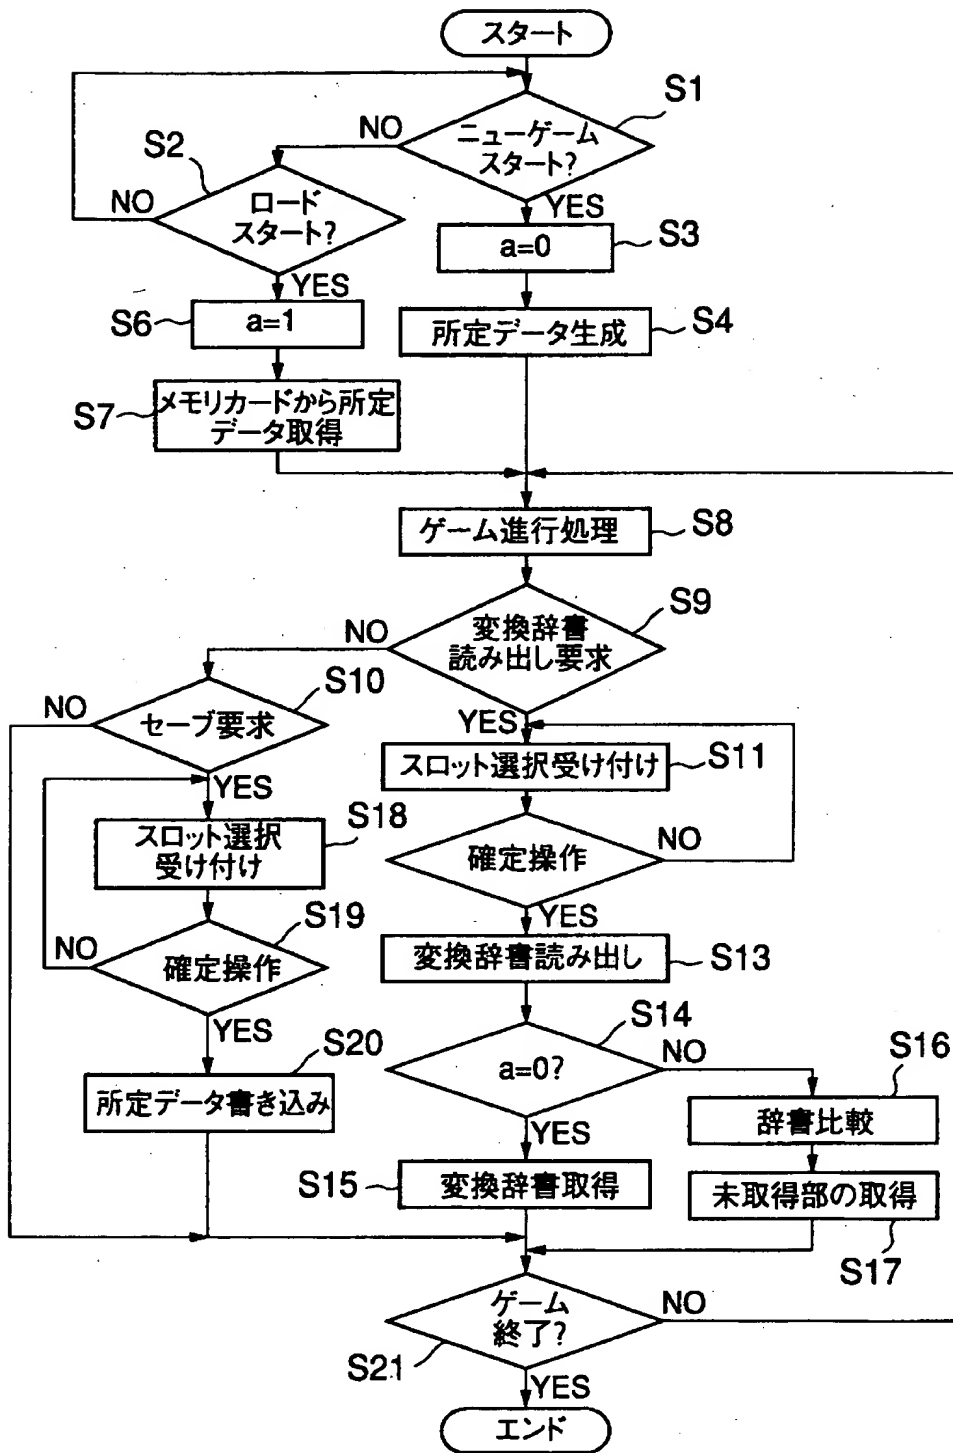 スタート
S1
ニューゲーム
スタート?
NO
S2
ロード
スタート?
NO
YES
S3
a=0
YES
S6
a=1
S4
所定データ生成
S7
メモリカードから所定
データ取得
S8
ゲーム進行処理
S9
変換辞書
読み出し要求
NO
S10
セーブ要求
NO
YES
YES
S11
スロット選択受け付け
S18
スロット選択
受け付け
確定操作
NO
S19
確定操作
NO
YES
S13
変換辞書読み出し
YES
S14
a=0?
NO
S20
所定データ書き込み
S16
辞書比較
YES
S15
変換辞書取得
未取得部の取得
S17
ゲーム
終了?
NO
S21
YES
エンド